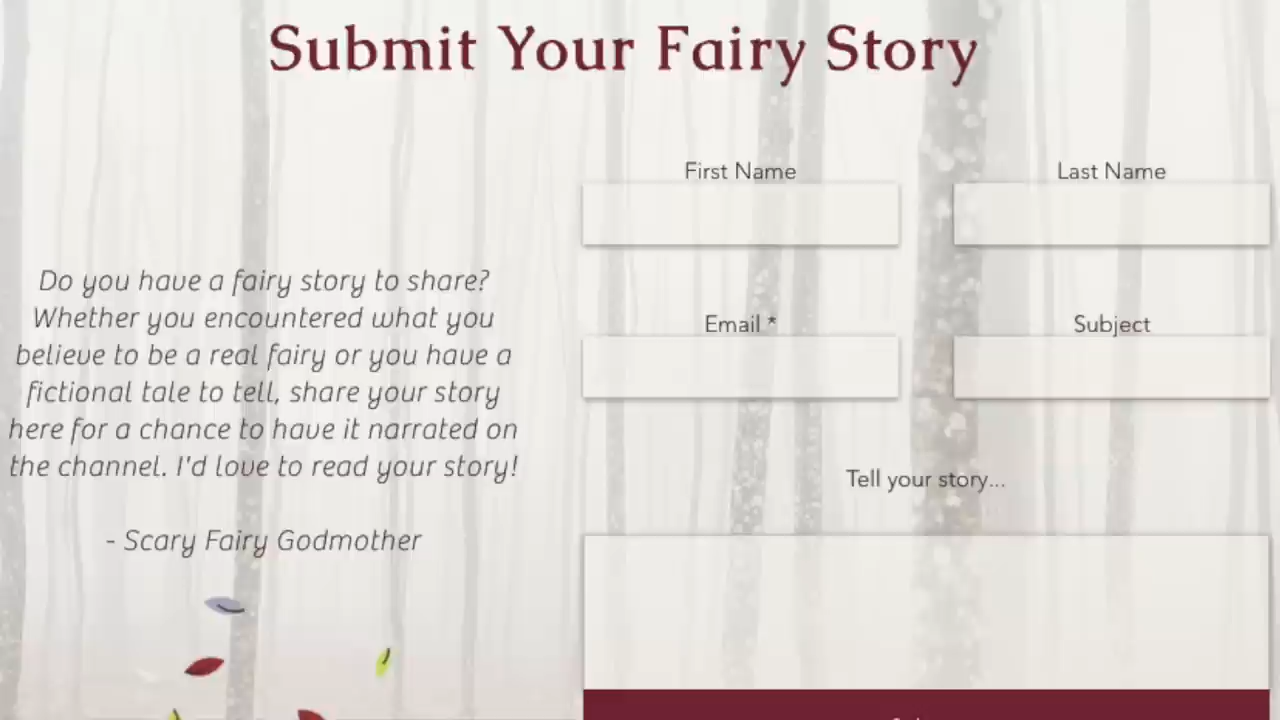 Submit Your Fairy Story
First Name
Last Name
Do you have a fairy story to share?
Whether you encountered what you
believe to be a real fairy or you have a
fictional tale to tell, share your story
here for a chance to have it narrated on
the channel. I'd love to read your story!
- Scary Fairy Godmother
Email *
Subject
Tell your story...